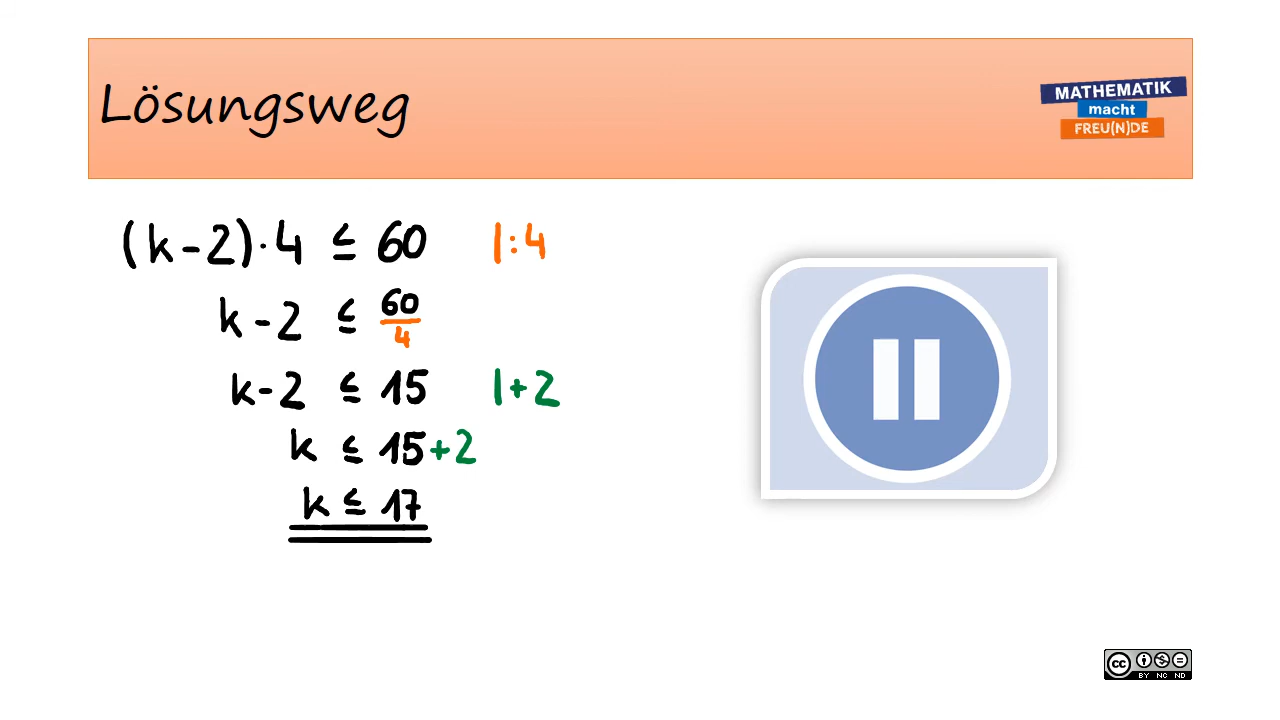 Lösungsweg
MATHEMATIK
macht
FREU(N)DE
(k-2)·4 ≤ 60 |:4
k-2 ≤ 60/4
k-2 ≤ 15 |+2
k ≤ 15+2
k ≤ 17
cc
BY NC ND